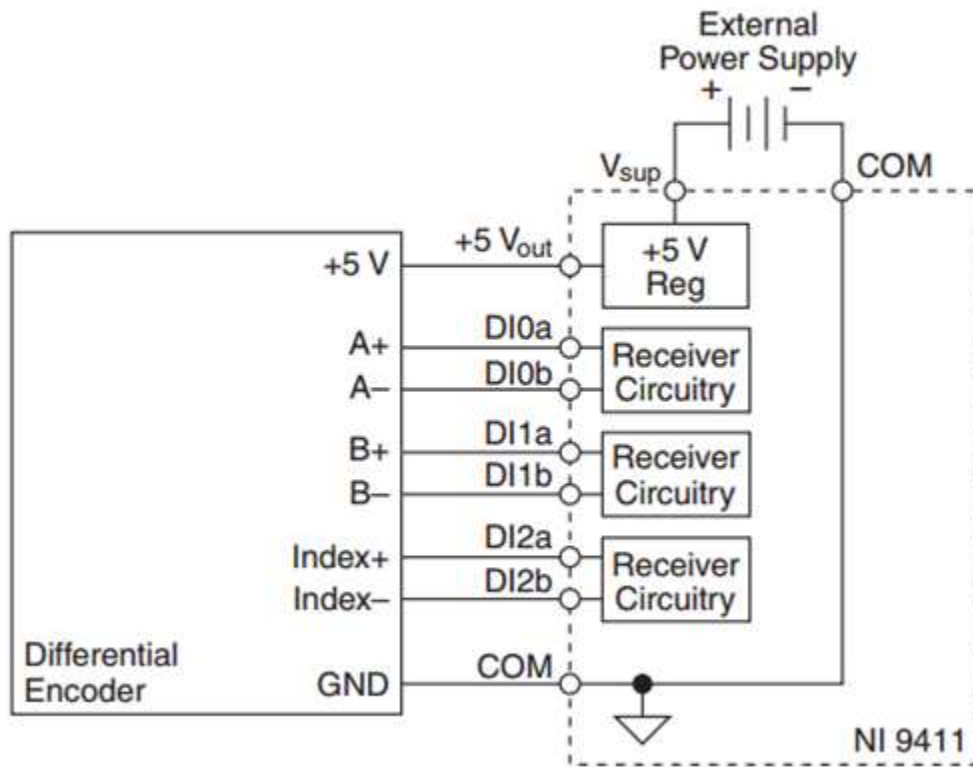 External
Power Supply
+ –
Vsup
COM
+5 V
+5 Vout
+5 V
Reg
A+
DI0a
A–
DI0b
Receiver
Circuitry
B+
DI1a
B–
DI1b
Receiver
Circuitry
Index+
DI2a
Index–
DI2b
Receiver
Circuitry
Differential
Encoder
GND
COM
NI 9411